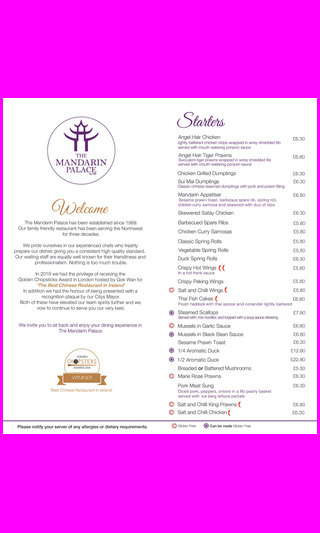 THE
MANDARIN
PALACE
Welcome
The Mandarin Palace has been established since 1989.
Our family friendly restaurant has been serving the Northwest
for three decades.
We pride ourselves in our experienced chefs who freshly
prepare our dishes giving you a consistent high quality standard.
Our waiting staff are equally well known for their friendliness and
professionalism. Nothing is too much trouble.
In 2016 we had the privilege of receiving the
Golden Chopsticks Award in London hosted by Gok Wan for
"The Best Chinese Restaurant in Ireland"
In addition we had the honour of being presented with a
recognition plaque by our Citys Mayor.
Both of these have elevated our team spirits further and we
now to continue to serve you our very best.
We invite you to sit back and enjoy your dining experience in
The Mandarin Palace.
GOLDEN
CHOPSTICKS
AWARDS 2016
WINNER
Best Chinese Restaurant in Ireland
Starters
Angel Hair Chicken £6.30
lightly battered chicken strips wrapped in wirey shredded filo
served with mouth-watering ponpon sauce
Angel Hair Tiger Prawns £6.80
Succulent tiger prawns wrapped in wirey shredded filo
served with mouth-watering ponpon sauce
Chicken Grilled Dumplings £5.80
Sui Mai Dumplings £6.30
Classic chinese steamed dumplings with pork and prawn filling
Mandarin Appetiser £6.80
Sesame prawn toast, barbeque spare rib, spring roll,
chicken curry samosa and seaweed with duo of dips
Skewered Satay Chicken £6.30
Barbecued Spare Ribs £6.80
Chicken Curry Samosas £5.80
Classic Spring Rolls £5.80
Vegetable Spring Rolls £5.50
Duck Spring Rolls £6.30
Crispy Hot Wings £5.80
In a hot frank sauce
Crispy Peking Wings £5.80
Salt and Chilli Wings £5.80
Thai Fish Cakes £5.80
Fresh haddock with thai spices and coriander lightly battered
Steamed Scallops £7.80
Served with rice noodles, and topped with a soya sauce dressing
Mussels in Garlic Sauce £6.80
Mussels in Black Bean Sauce £6.80
Sesame Prawn Toast £6.30
1/4 Aromatic Duck £12.80
1/2 Aromatic Duck £22.80
Breaded or Battered Mushrooms £5.50
Marie Rose Prawns £6.30
Pork Meat Sung £6.30
Diced pork, peppers, onions in a filo pastry basket
served with ice berg lettuce parcels
Salt and Chilli King Prawns £6.80
Salt and Chilli Chicken £6.30
Please notify your server of any allergies or dietary requirements.
Gluten Free Can be made Gluten Free